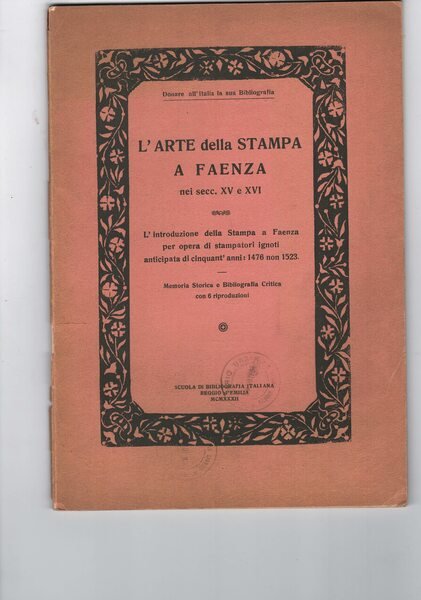 Donare all'Italia la sua Bibliografia
L'ARTE della STAMPA
A FAENZA
nei secc. XV e XVI
L'introduzione della Stampa a Faenza
per opera di stampatori ignoti
anticipata di cinquant'anni: 1476 non 1523.
Memoria Storica e Bibliografia Critica
con 6 riproduzioni
SCUOLA DI BIBLIOGRAFIA ITALIANA
REGGIO D'EMILIA
MCMXXXII